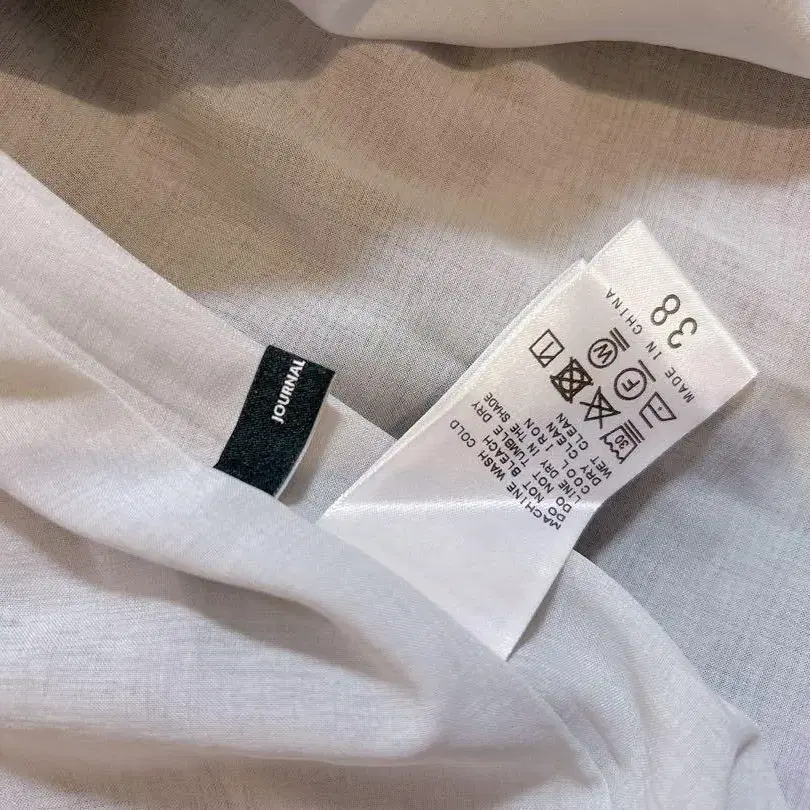 JOURNAL
38
MADE IN CHINA
W
F
30
MACHINE WASH COLD
DO NOT BLEACH
DO NOT TUMBLE DRY
LINE DRY IN THE SHADE
COOL IRON
DRY CLEAN
WET CLEAN